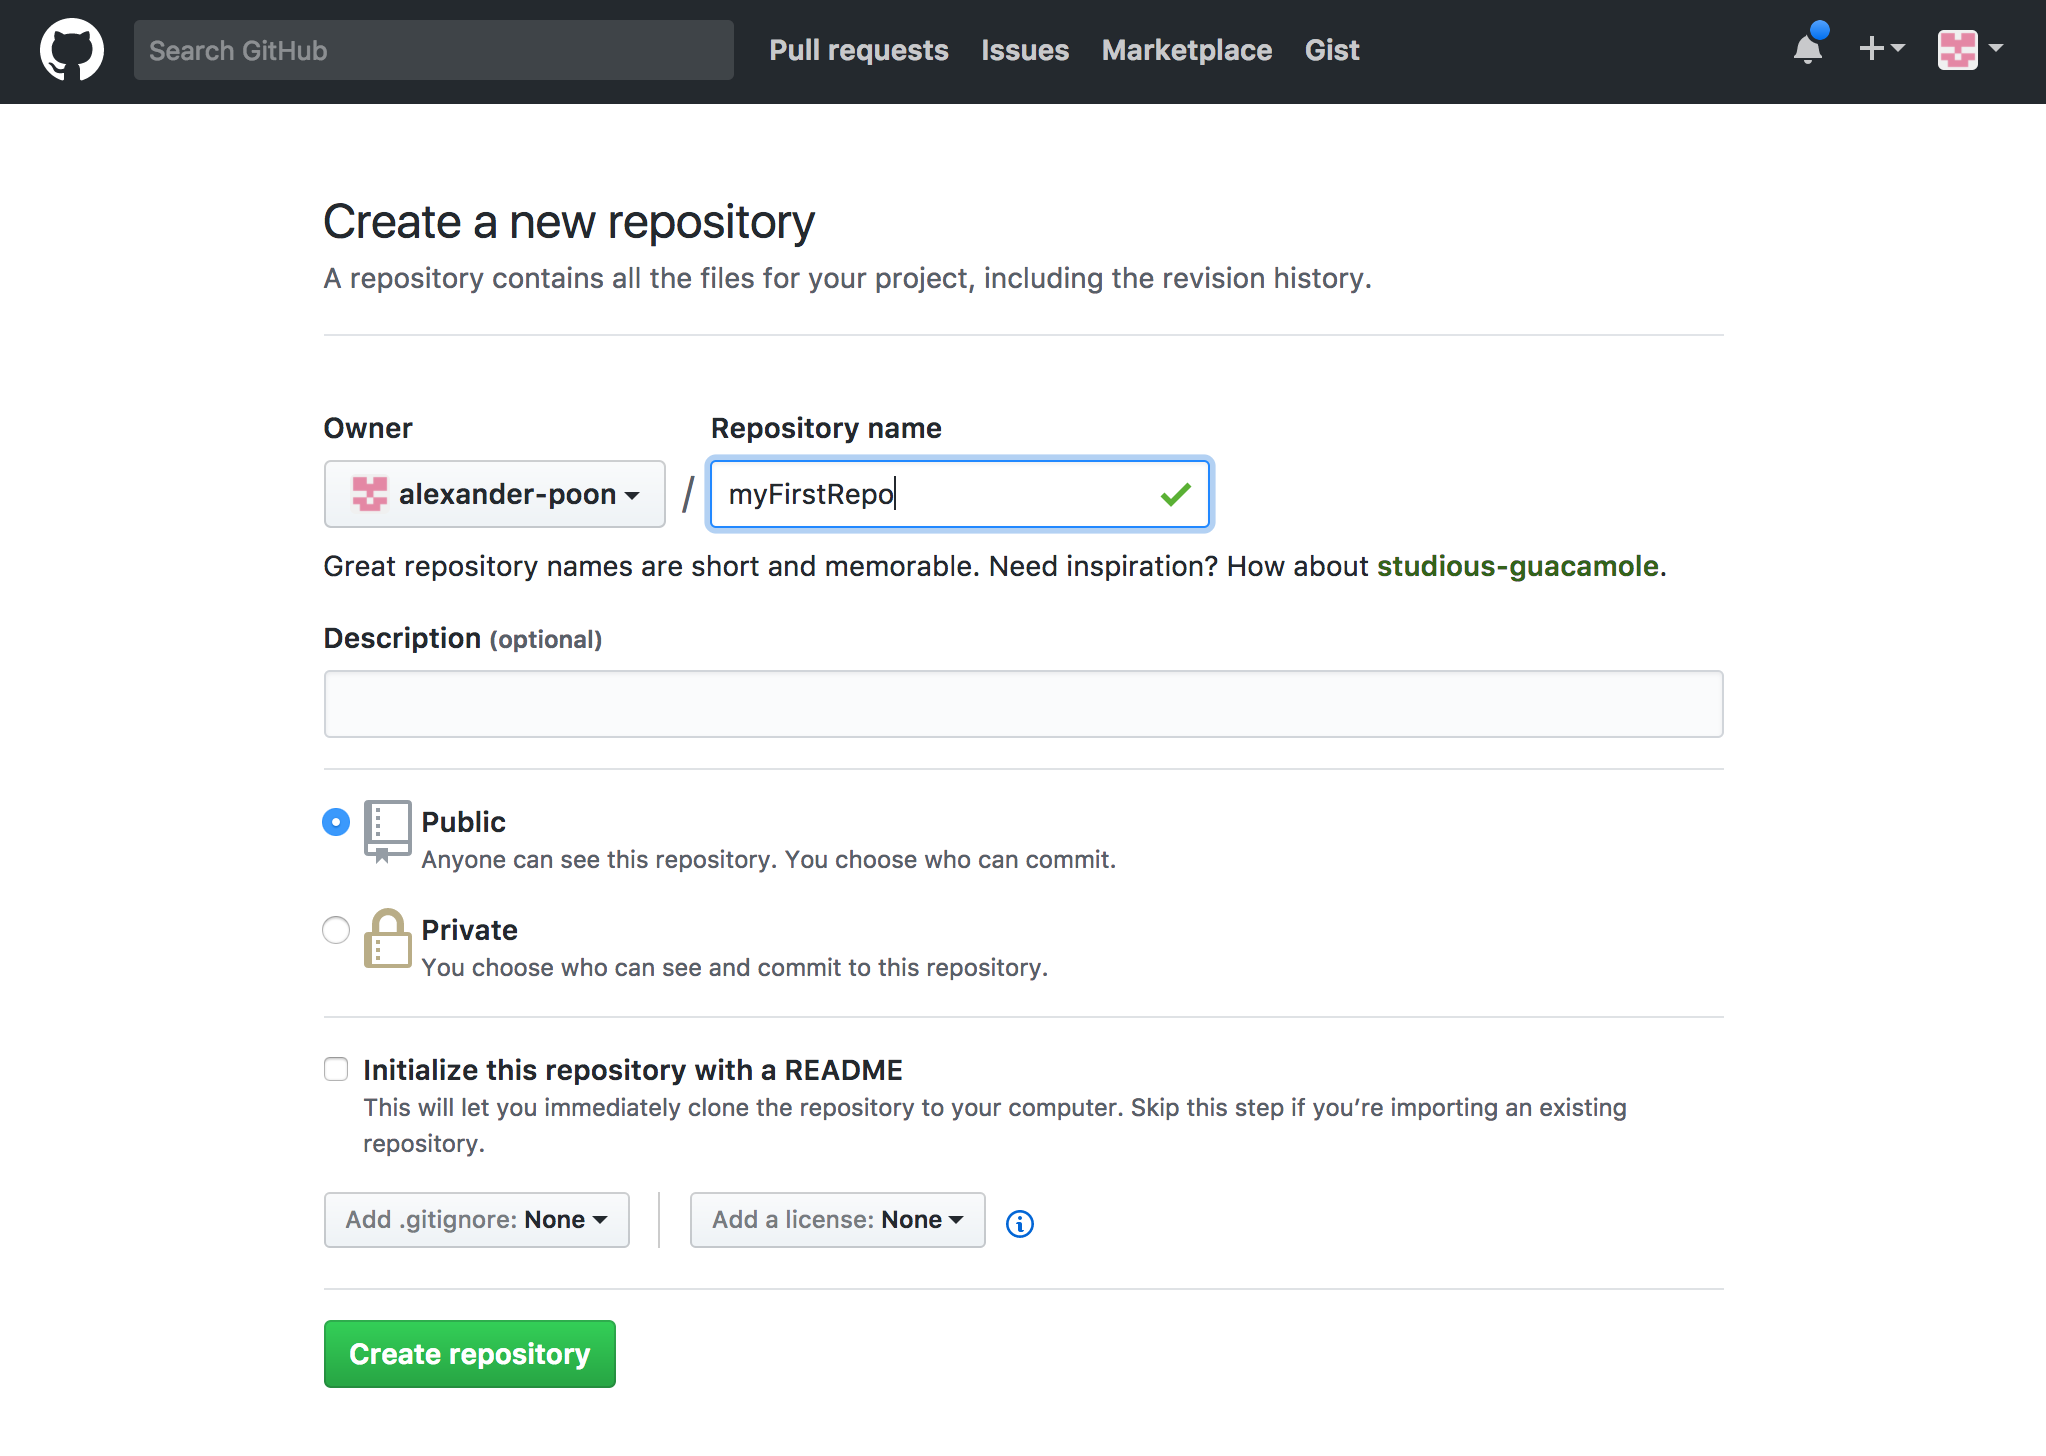 Search GitHub
Pull requests Issues Marketplace Gist
Create a new repository
A repository contains all the files for your project, including the revision history.
Owner Repository name
alexander-poon / myFirstRepo
Great repository names are short and memorable. Need inspiration? How about studious-guacamole.
Description (optional)
Public
Anyone can see this repository. You choose who can commit.
Private
You choose who can see and commit to this repository.
Initialize this repository with a README
This will let you immediately clone the repository to your computer. Skip this step if you’re importing an existing
repository.
Add .gitignore: None Add a license: None
Create repository